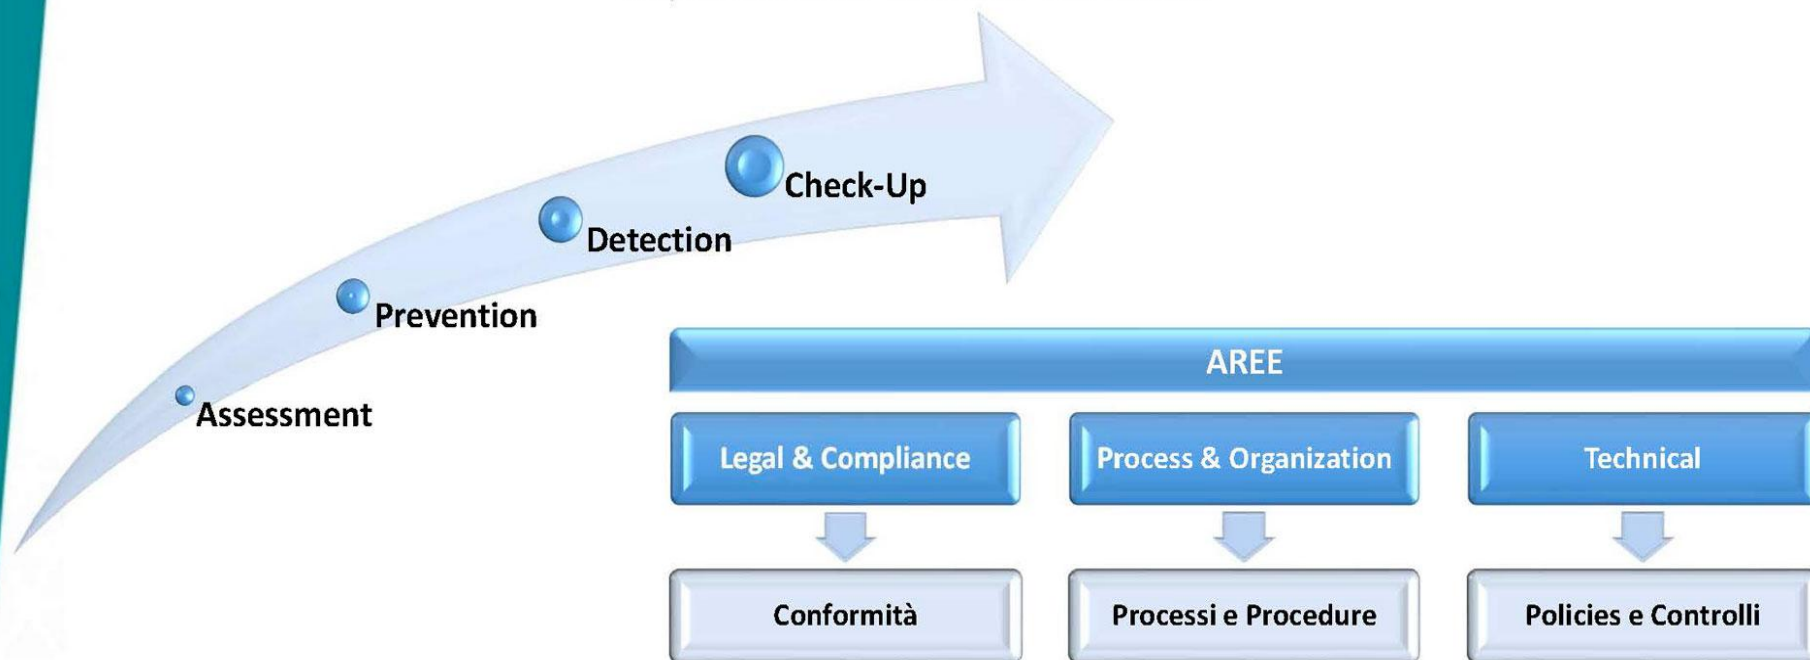 Check-Up
Detection
Prevention
Assessment
AREE
Legal & Compliance
Process & Organization
Technical
Conformità
Processi e Procedure
Policies e Controlli